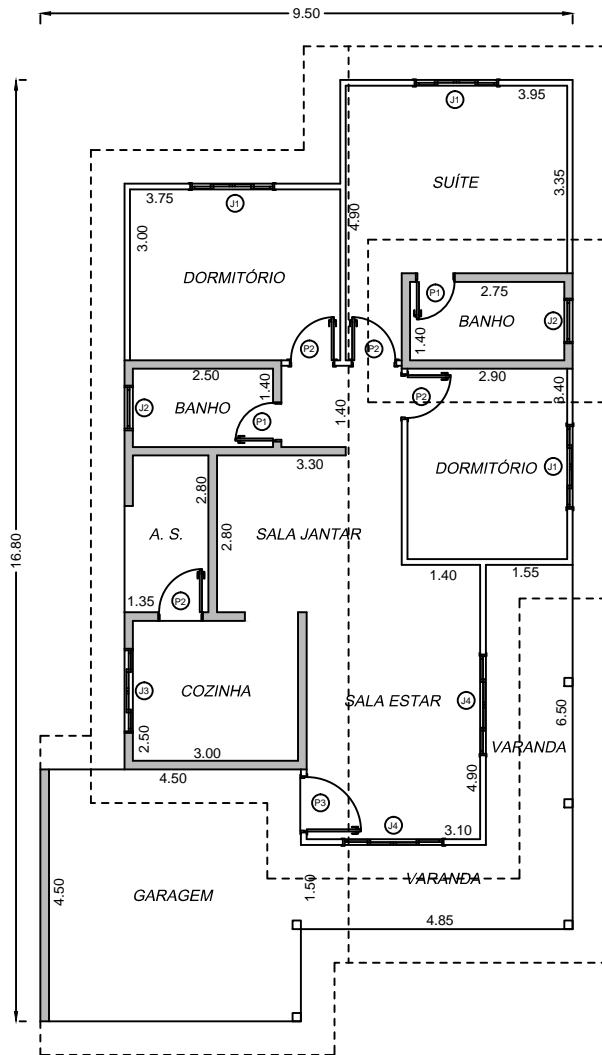 9.50
J1
3.95
SUÍTE
3.35
3.75
J1
4.90
3.00
DORMITÓRIO
P1
2.75
1.40
BANHO
J2
P2
P2
2.50
1.40
2.90
3.40
J2
BANHO
P1
1.40
P2
3.30
DORMITÓRIO
J1
2.80
A. S.
2.80
SALA JANTAR
16.80
1.35
P2
1.40
1.55
J3
COZINHA
SALA ESTAR
J4
6.50
2.50
3.00
VARANDA
4.50
4.90
P3
J4
3.10
4.50
GARAGEM
1.50
VARANDA
4.85